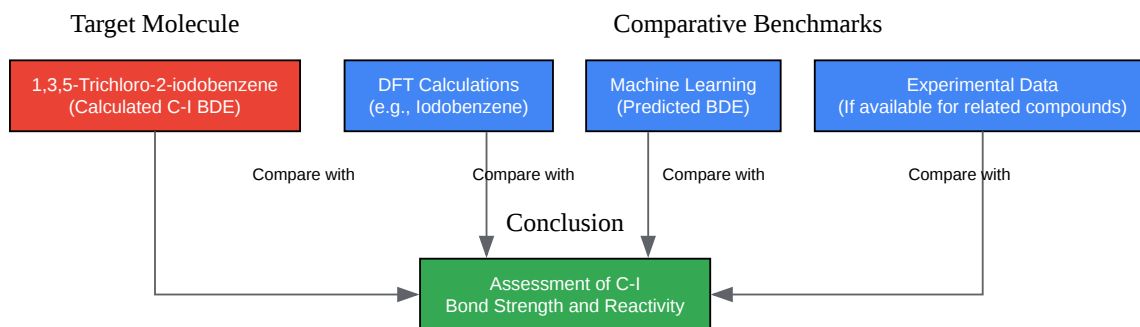 Target Molecule
Comparative Benchmarks
1,3,5-Trichloro-2-iodobenzene
(Calculated C-I BDE)
DFT Calculations
(e.g., Iodobenzene)
Machine Learning
(Predicted BDE)
Experimental Data
(If available for related compounds)
Compare with
Compare with
Compare with
Compare with
Conclusion
Assessment of C-I
Bond Strength and Reactivity